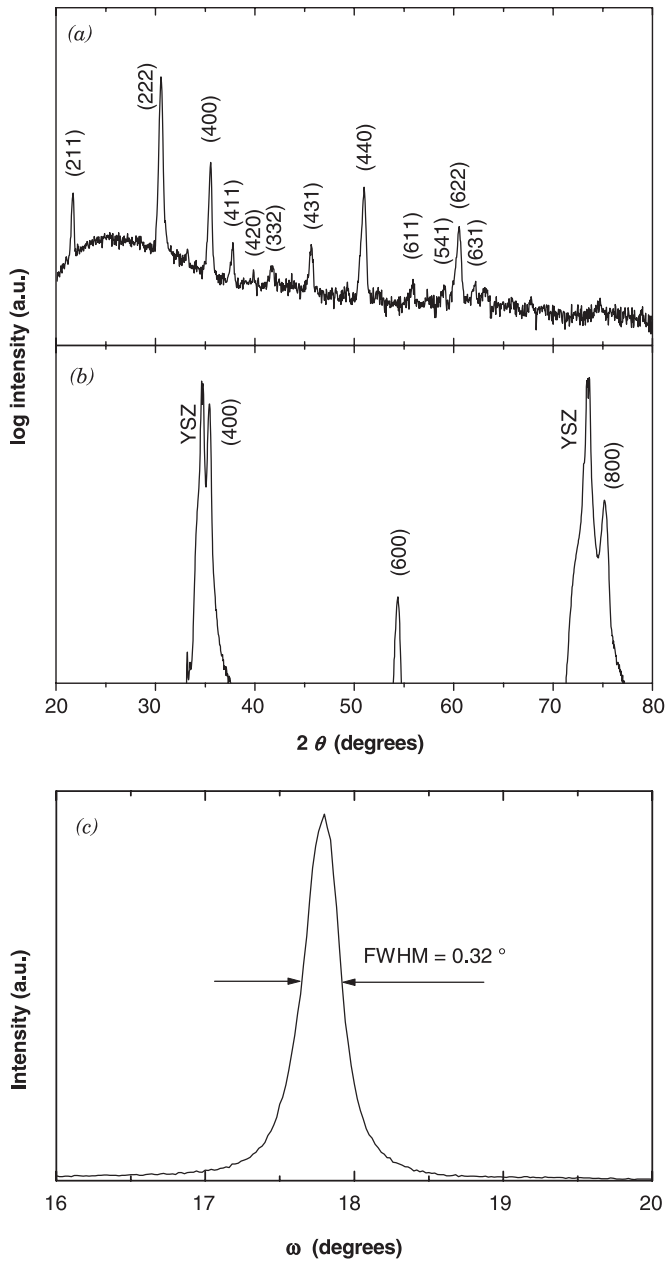 (a)
(211)
(222)
(400)
(411)
(420)
(332)
(431)
(440)
(611)
(541)
(622)
(631)
log intensity (a.u.)
(b)
YSZ
(400)
(600)
YSZ
(800)
20 30 40 50 60 70 80
2 θ (degrees)
(c)
FWHM = 0.32 °
Intensity (a.u.)
16 17 18 19 20
ω (degrees)